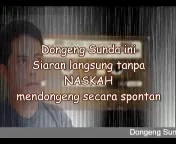 Dongeng Sunda ini
Siaran langsung tanpa
NASKAH
mendongeng secara spontan
Dongeng Sun